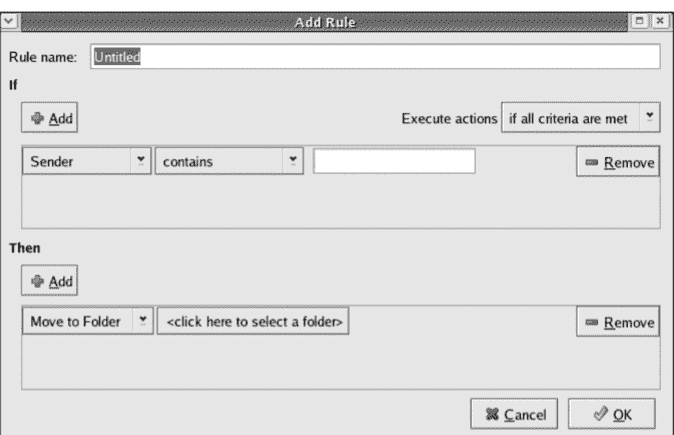 Add Rule
Rule name: Untitled
If
Add Execute actions if all criteria are met
Sender contains Remove
Then
Add
Move to Folder <click here to select a folder> Remove
Cancel OK